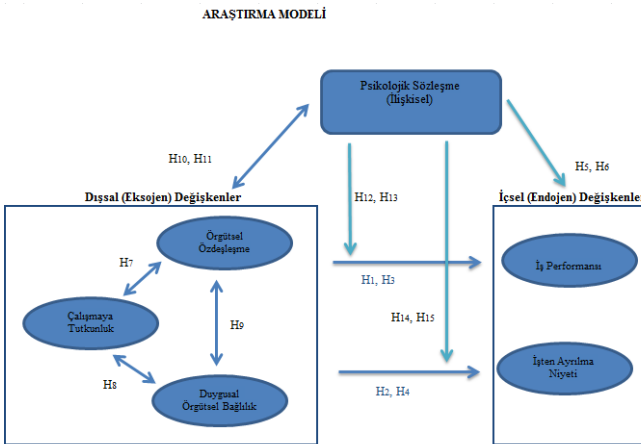 ARAŞTIRMA MODELİ
Psikolojik Sözleşme
(İlişkisel)
H10, H11
H5, H6
Dışsal (Eksojen) Değişkenler
H12, H13
İçsel (Endojen) Değişkenler
Örgütsel
Özdeşleşme
H7
İş Performansı
H1, H3
Çalışmaya
Tutkunluk
H9
H14, H15
H8
Duygusal
Örgütsel Bağlılık
H2, H4
İşten Ayrılma
Niyeti